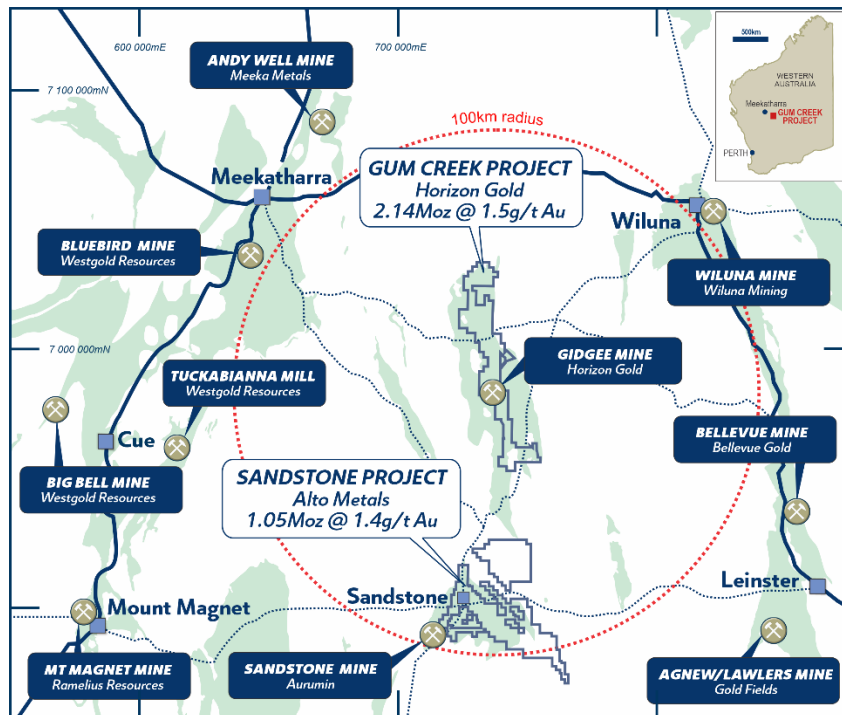 600 000mE
700 000mE
500km
WESTERN
AUSTRALIA
Meekatharra
GUM CREEK
PROJECT
PERTH
ANDY WELL MINE
Meeka Metals
7 100 000mN
100km radius
GUM CREEK PROJECT
Horizon Gold
2.14Moz @ 1.5g/t Au
Meekatharra
Wiluna
BLUEBIRD MINE
Westgold Resources
WILUNA MINE
Wiluna Mining
7 000 000mN
GIDGEE MINE
Horizon Gold
TUCKABIANNA MILL
Westgold Resources
Cue
BELLEVUE MINE
Bellevue Gold
BIG BELL MINE
Westgold Resources
SANDSTONE PROJECT
Alto Metals
1.05Moz @ 1.4g/t Au
Leinster
Sandstone
Mount Magnet
MT MAGNET MINE
Ramelius Resources
SANDSTONE MINE
Aurumin
AGNEW/LAWLERS MINE
Gold Fields